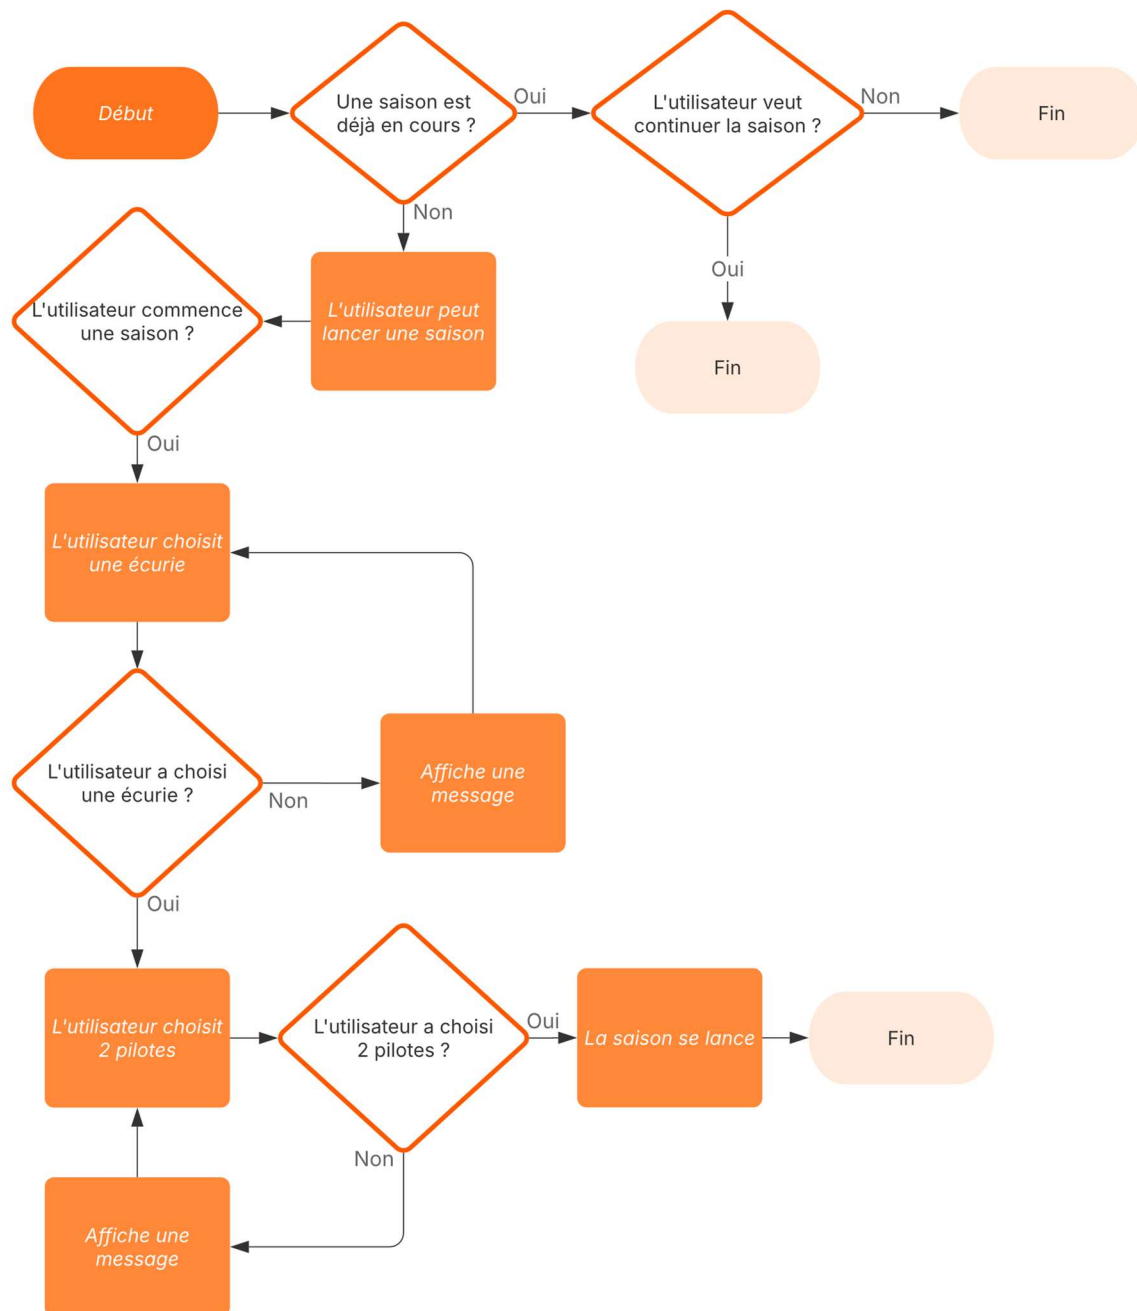 Début
Une saison est
déjà en cours ?
Oui
L'utilisateur veut
continuer la saison ?
Non
Fin
Non
Oui
L'utilisateur commence
une saison ?
L'utilisateur peut
lancer une saison
Fin
Oui
L'utilisateur choisit
une écurie
L'utilisateur a choisi
une écurie ?
Non
Affiche une
message
Oui
L'utilisateur choisit
2 pilotes
L'utilisateur a choisi
2 pilotes ?
Oui
La saison se lance
Fin
Non
Affiche une
message